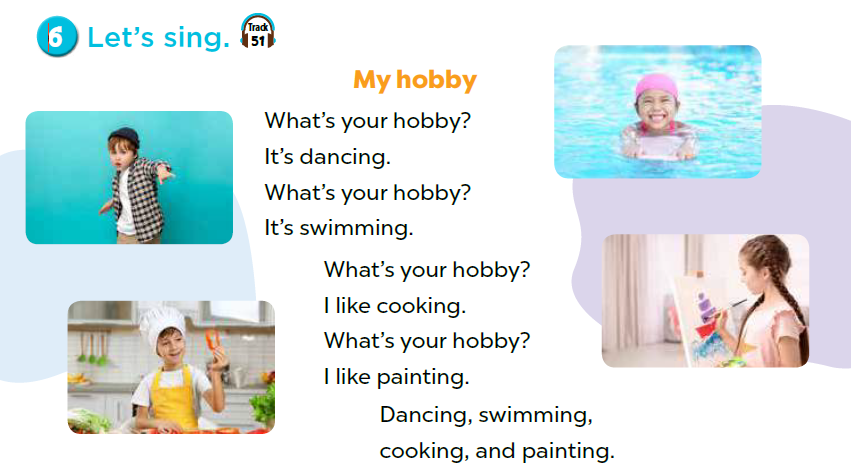 6 Let's sing. Track 51
My hobby
What's your hobby?
It's dancing.
What's your hobby?
It's swimming.
What's your hobby?
I like cooking.
What's your hobby?
I like painting.
Dancing, swimming,
cooking, and painting.